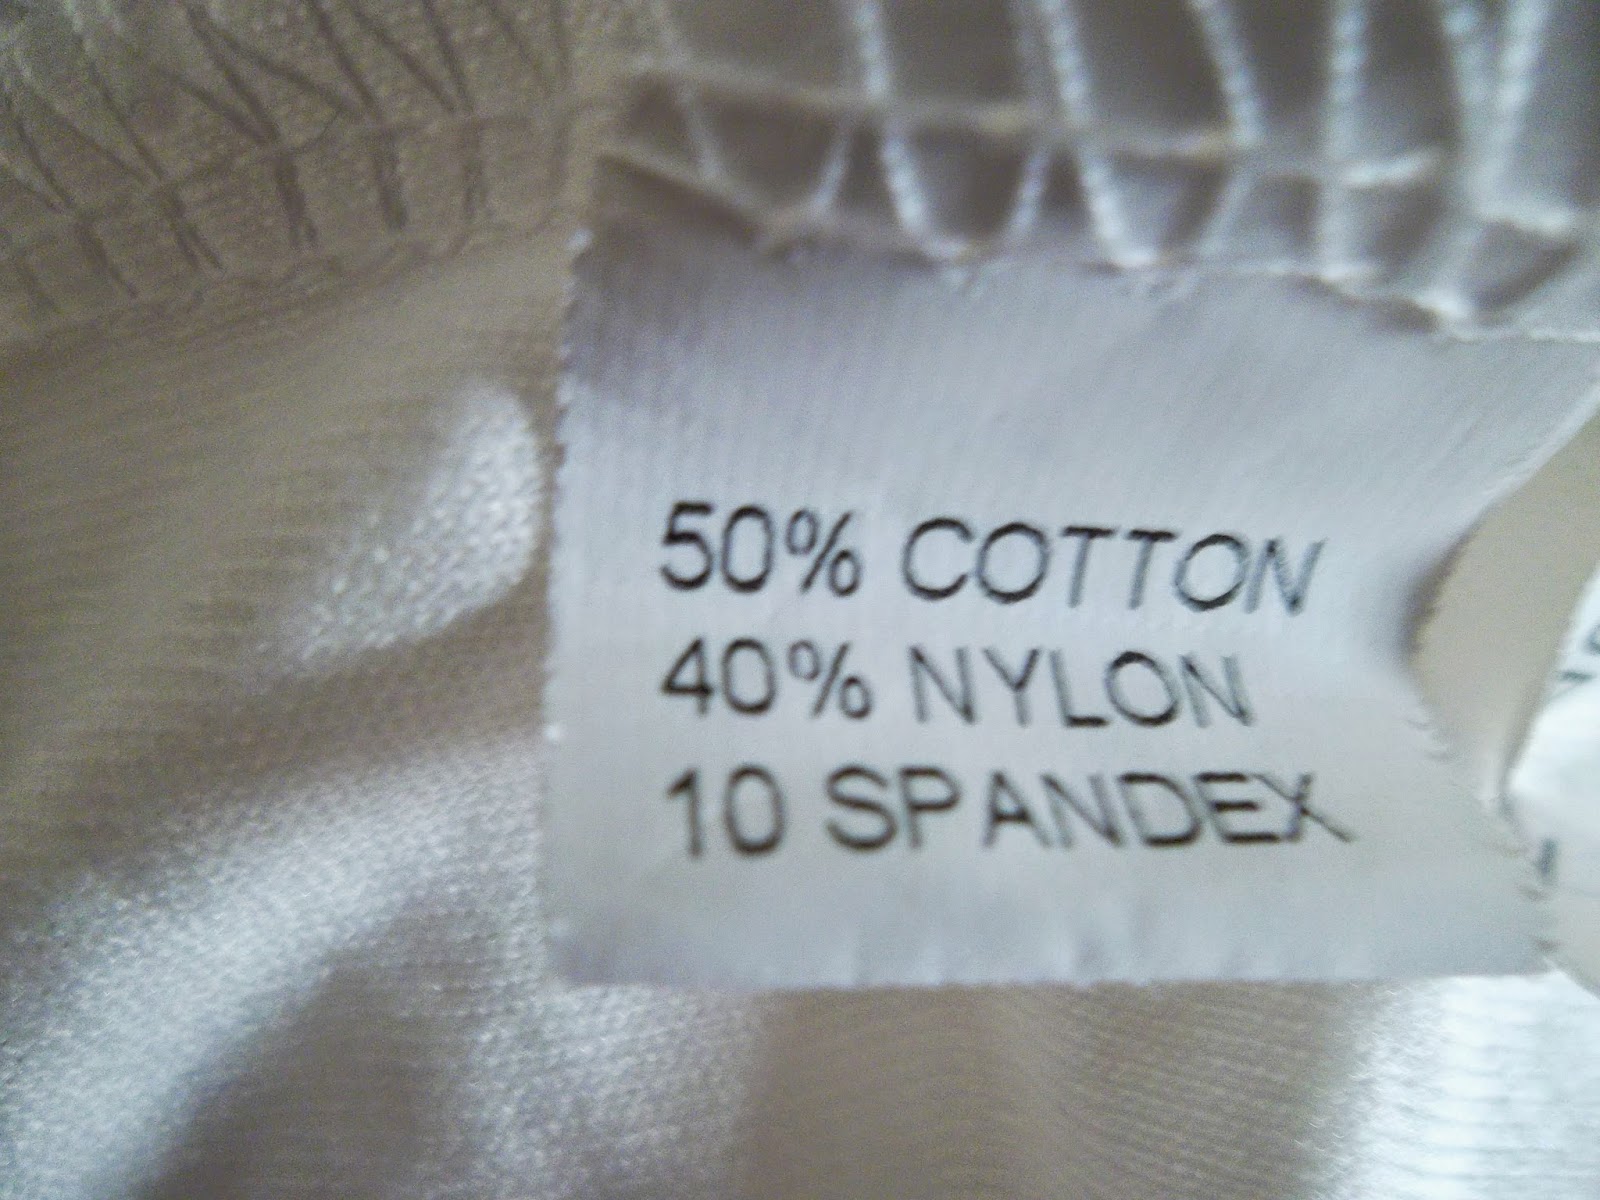 50% COTTON
40% NYLON
10 SPANDEX